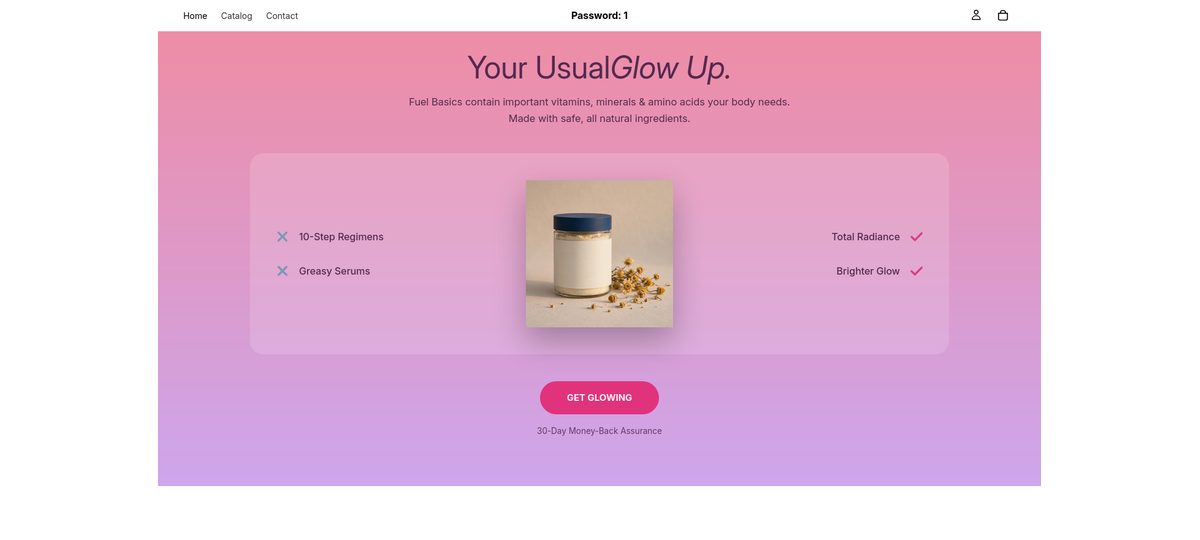 Home Catalog Contact Password: 1
Your UsualGlow Up.
Fuel Basics contain important vitamins, minerals & amino acids your body needs.
Made with safe, all natural ingredients.
10-Step Regimens
Greasy Serums
Total Radiance
Brighter Glow
GET GLOWING
30-Day Money-Back Assurance